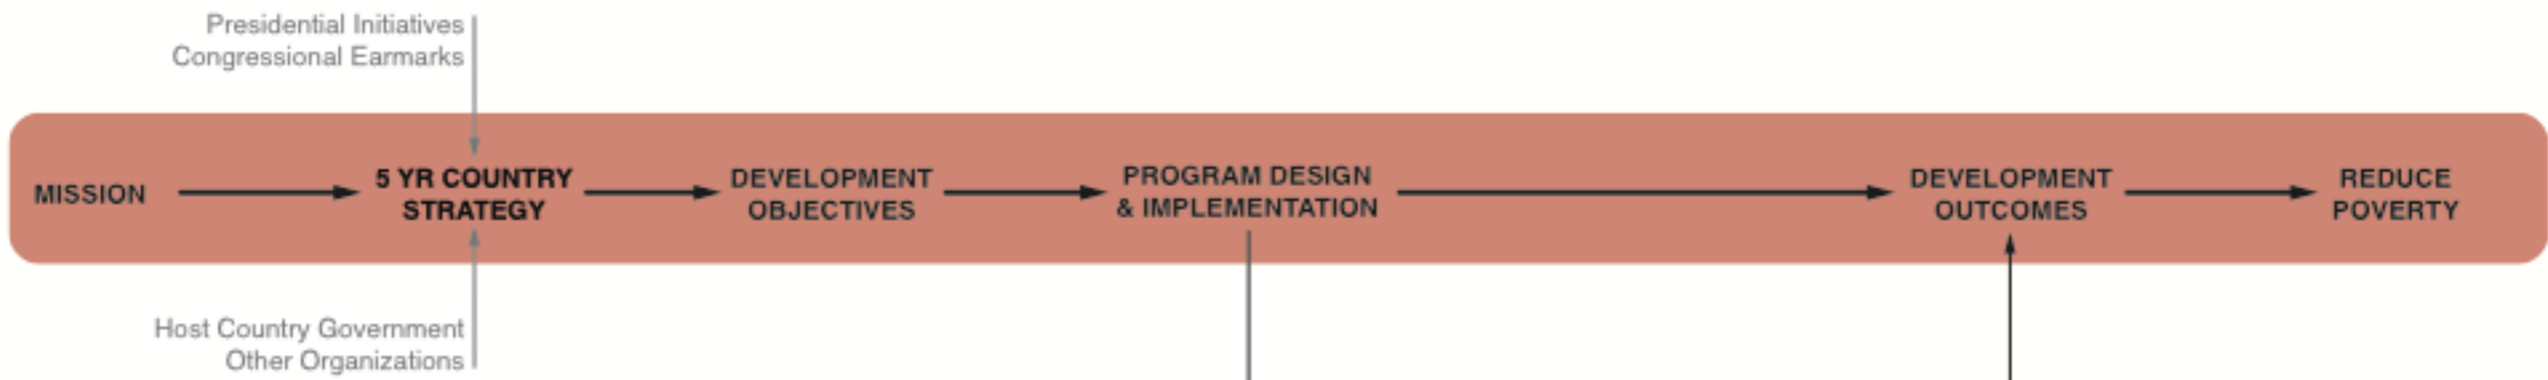 Presidential Initiatives
Congressional Earmarks
MISSION
5 YR COUNTRY
STRATEGY
DEVELOPMENT
OBJECTIVES
PROGRAM DESIGN
& IMPLEMENTATION
DEVELOPMENT
OUTCOMES
REDUCE
POVERTY
Host Country Government
Other Organizations